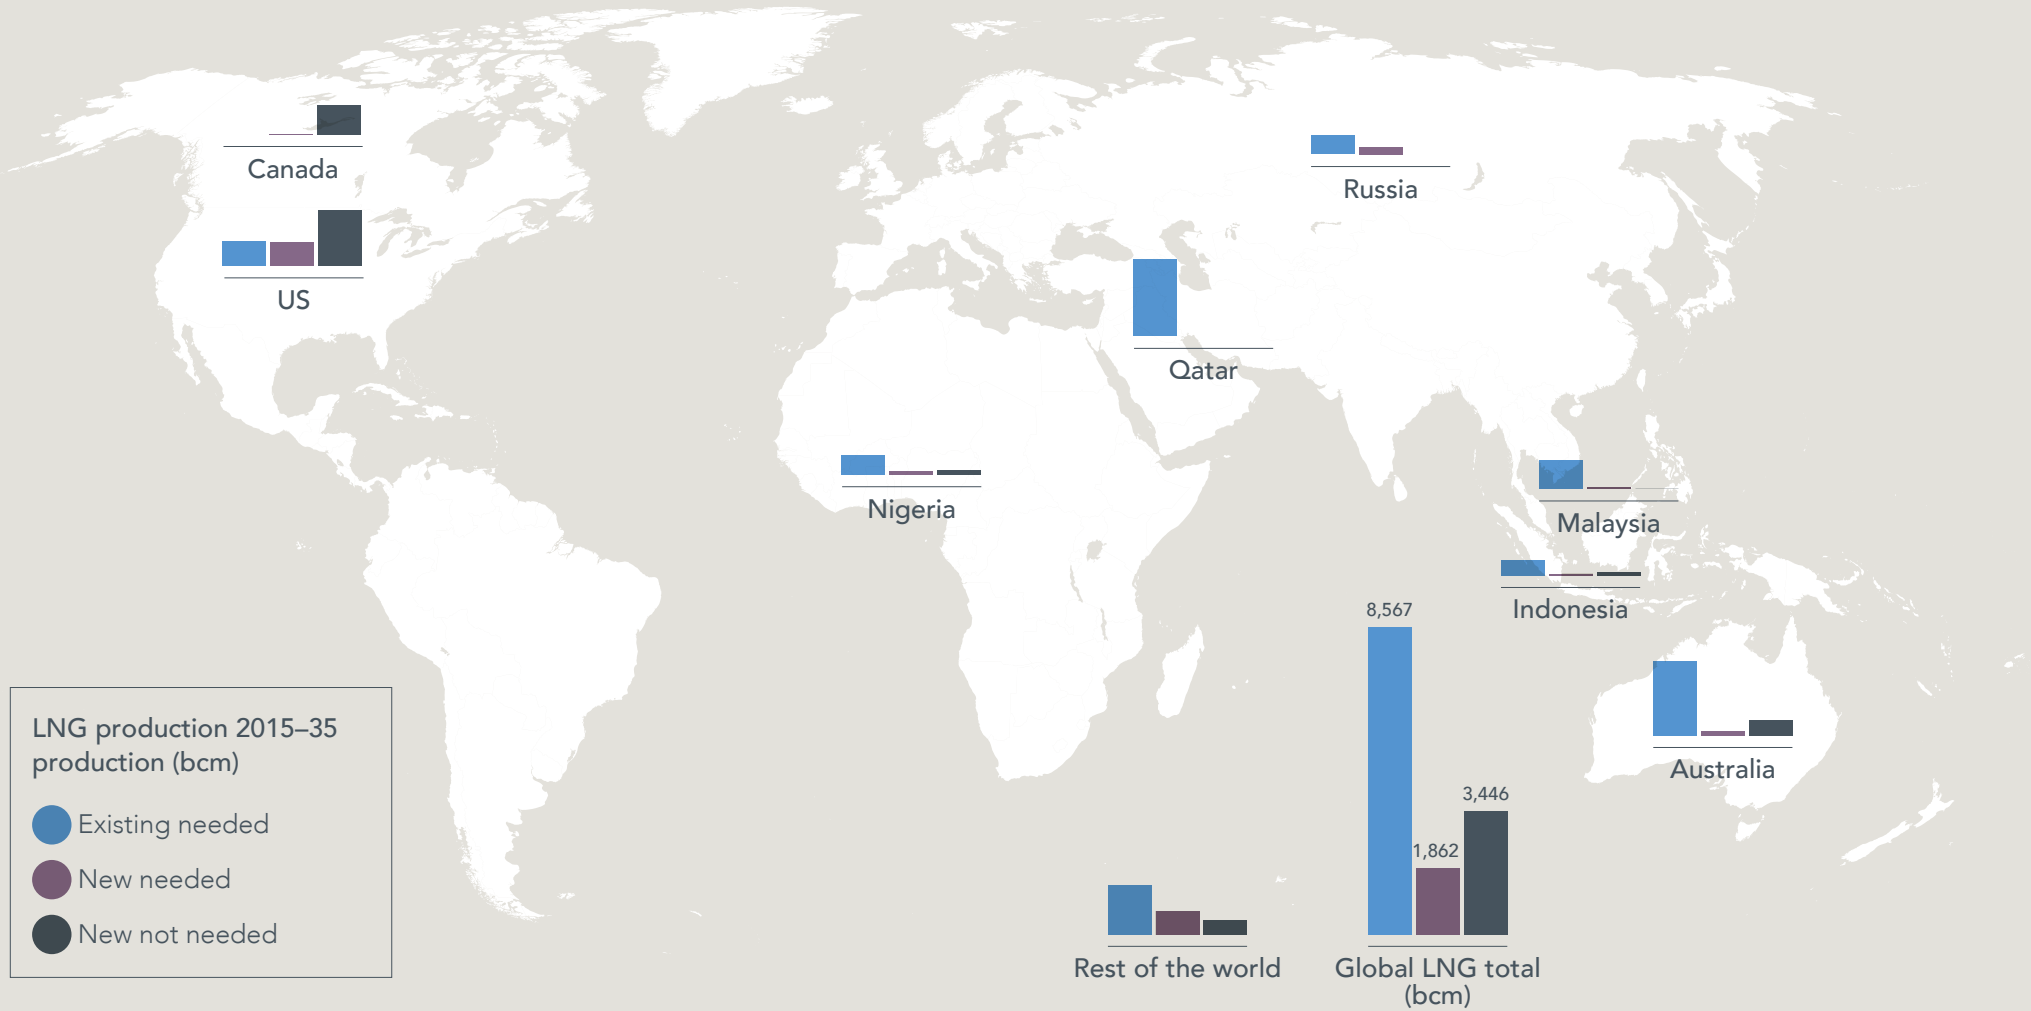 Canada
US
Russia
Qatar
Nigeria
Malaysia
Indonesia
Australia
LNG production 2015–35
production (bcm)
Existing needed
New needed
New not needed
Rest of the world
8,567
1,862
3,446
Global LNG total
(bcm)